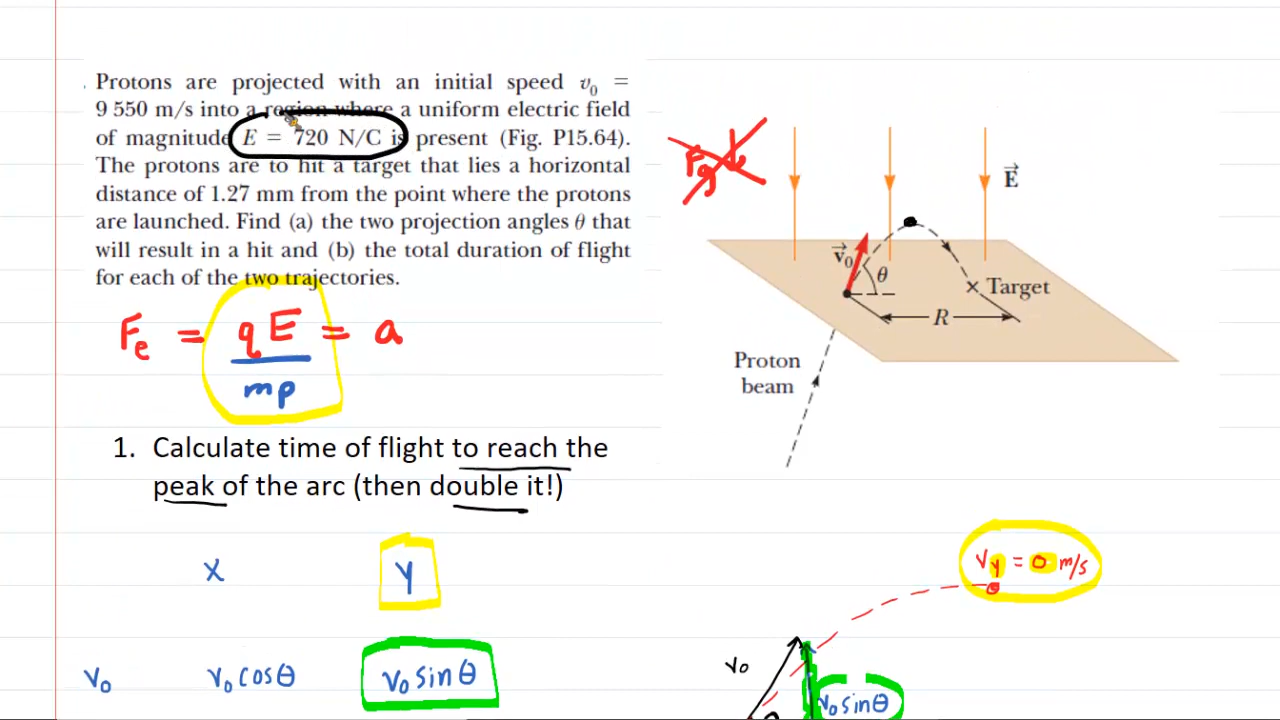 Protons are projected with an initial speed v₀ =
9 550 m/s into a region where a uniform electric field
of magnitude E = 720 N/C is present (Fig. P15.64).
The protons are to hit a target that lies a horizontal
distance of 1.27 mm from the point where the protons
are launched. Find (a) the two projection angles θ that
will result in a hit and (b) the total duration of flight
for each of the two trajectories.
Fg ↓
E⃗
v⃗₀
θ
× Target
R
Proton
beam
Fe = qE = a
mp
1. Calculate time of flight to reach the
peak of the arc (then double it!)
x y
Vy = 0 m/s
v₀ v₀ cosθ v₀ sinθ
v₀
v₀ sinθ